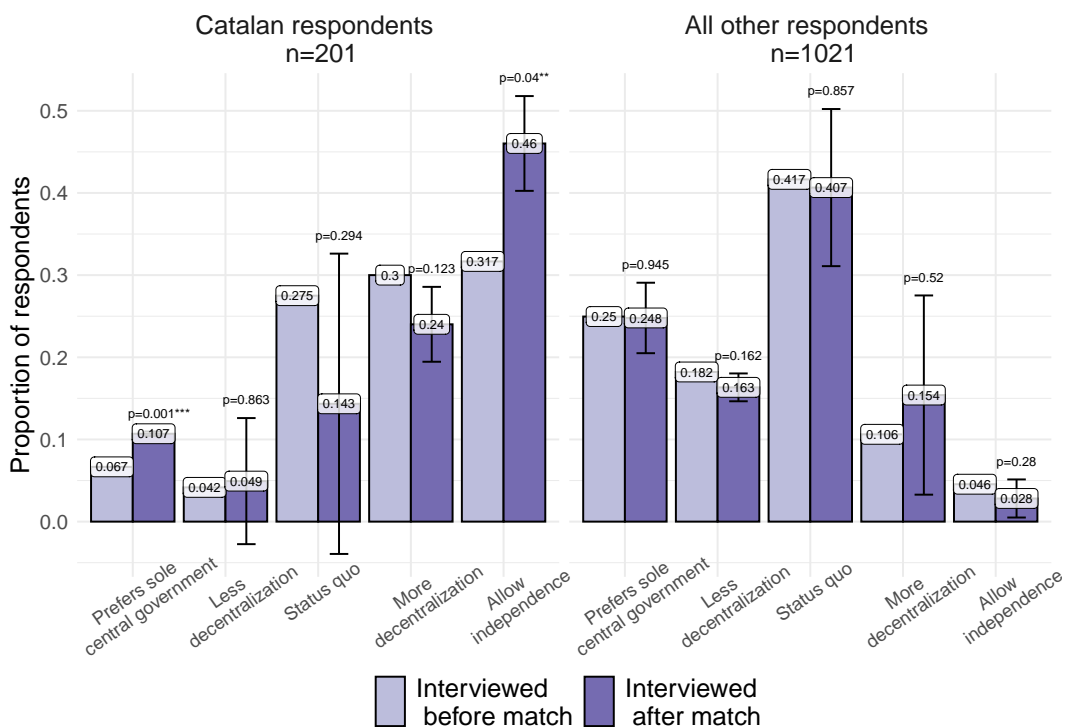 Catalan respondents
n=201
All other respondents
n=1021
Proportion of respondents
0.5
0.4
0.3
0.2
0.1
0.0
p=0.001***
0.067
0.107
p=0.863
0.042
0.049
p=0.294
0.275
0.143
p=0.123
0.3
0.24
p=0.04**
0.317
0.46
p=0.945
0.25
0.248
p=0.162
0.182
0.163
p=0.857
0.417
0.407
p=0.52
0.106
0.154
p=0.28
0.046
0.028
Prefers sole
central government
Less
decentralization
Status quo
More
decentralization
Allow
independence
Prefers sole
central government
Less
decentralization
Status quo
More
decentralization
Allow
independence
Interviewed
before match
Interviewed
after match